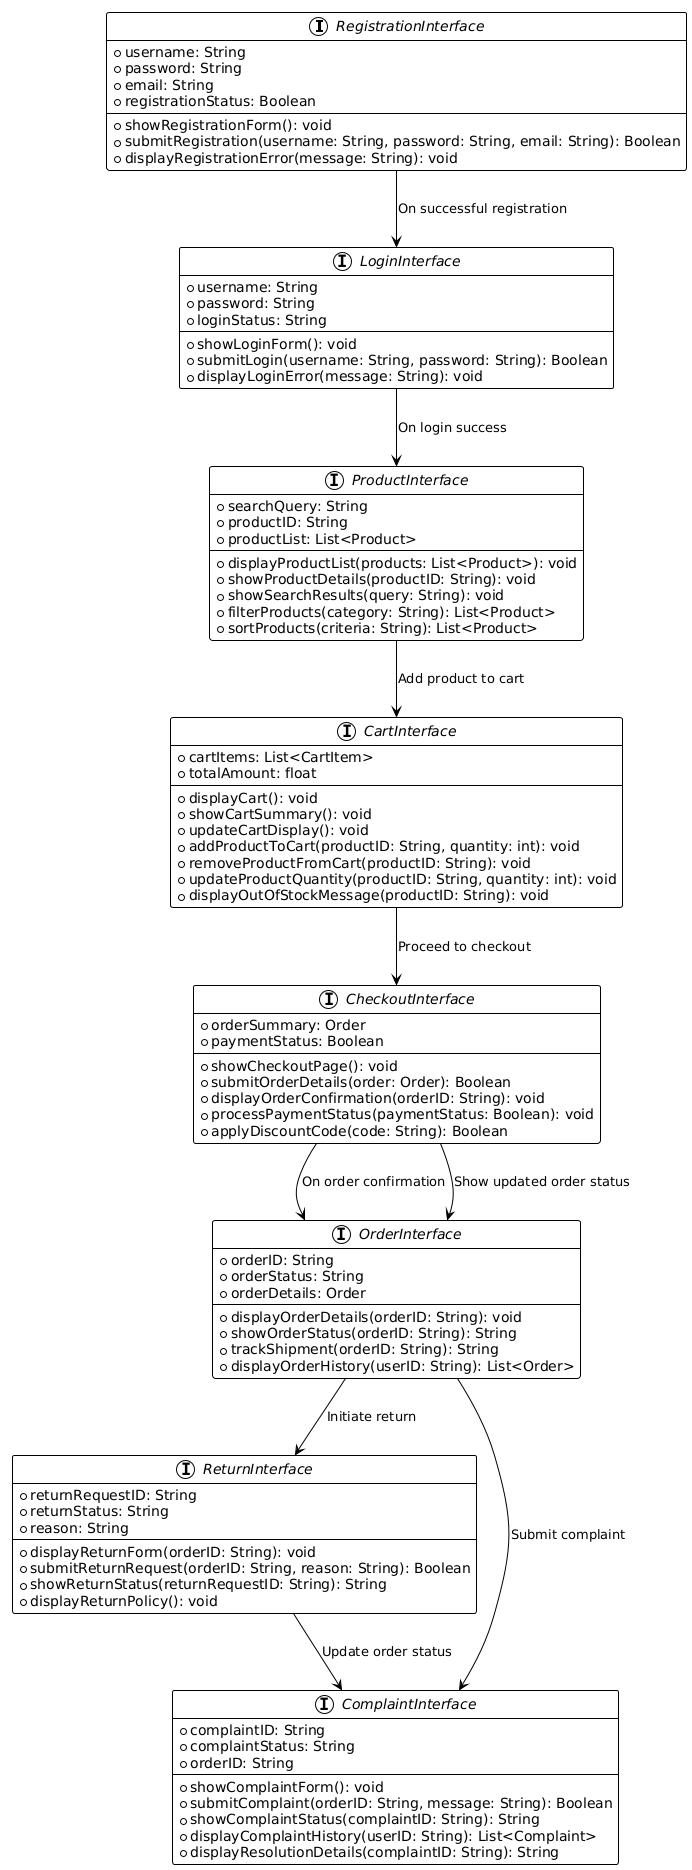 I RegistrationInterface
username: String
password: String
email: String
registrationStatus: Boolean
showRegistrationForm(): void
submitRegistration(username: String, password: String, email: String): Boolean
displayRegistrationError(message: String): void
On successful registration
I LoginInterface
username: String
password: String
loginStatus: String
showLoginForm(): void
submitLogin(username: String, password: String): Boolean
displayLoginError(message: String): void
On login success
I ProductInterface
searchQuery: String
productID: String
productList: List<Product>
displayProductList(products: List<Product>): void
showProductDetails(productID: String): void
showSearchResults(query: String): void
filterProducts(category: String): List<Product>
sortProducts(criteria: String): List<Product>
Add product to cart
I CartInterface
cartItems: List<CartItem>
totalAmount: float
displayCart(): void
showCartSummary(): void
updateCartDisplay(): void
addProductToCart(productID: String, quantity: int): void
removeProductFromCart(productID: String): void
updateProductQuantity(productID: String, quantity: int): void
displayOutOfStockMessage(productID: String): void
Proceed to checkout
I CheckoutInterface
orderSummary: Order
paymentStatus: Boolean
showCheckoutPage(): void
submitOrderDetails(order: Order): Boolean
displayOrderConfirmation(orderID: String): void
processPaymentStatus(paymentStatus: Boolean): void
applyDiscountCode(code: String): Boolean
On order confirmation
Show updated order status
I OrderInterface
orderID: String
orderStatus: String
orderDetails: Order
displayOrderDetails(orderID: String): void
showOrderStatus(orderID: String): String
trackShipment(orderID: String): String
displayOrderHistory(userID: String): List<Order>
Initiate return
I ReturnInterface
returnRequestID: String
returnStatus: String
reason: String
displayReturnForm(orderID: String): void
submitReturnRequest(orderID: String, reason: String): Boolean
showReturnStatus(returnRequestID: String): String
displayReturnPolicy(): void
Submit complaint
Update order status
I ComplaintInterface
complaintID: String
complaintStatus: String
orderID: String
showComplaintForm(): void
submitComplaint(orderID: String, message: String): Boolean
showComplaintStatus(complaintID: String): String
displayComplaintHistory(userID: String): List<Complaint>
displayResolutionDetails(complaintID: String): String